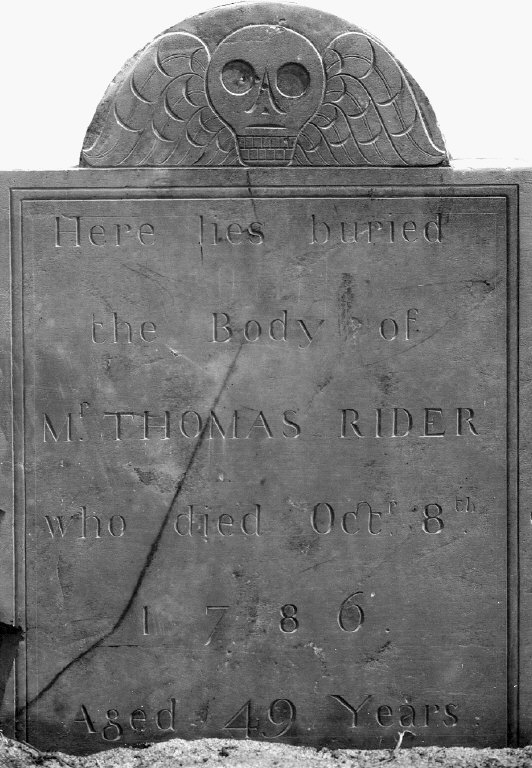 Here lies buried
the Body of
Mr. THOMAS RIDER
who died Octr. 8th.
1786.
Aged 49 Years.